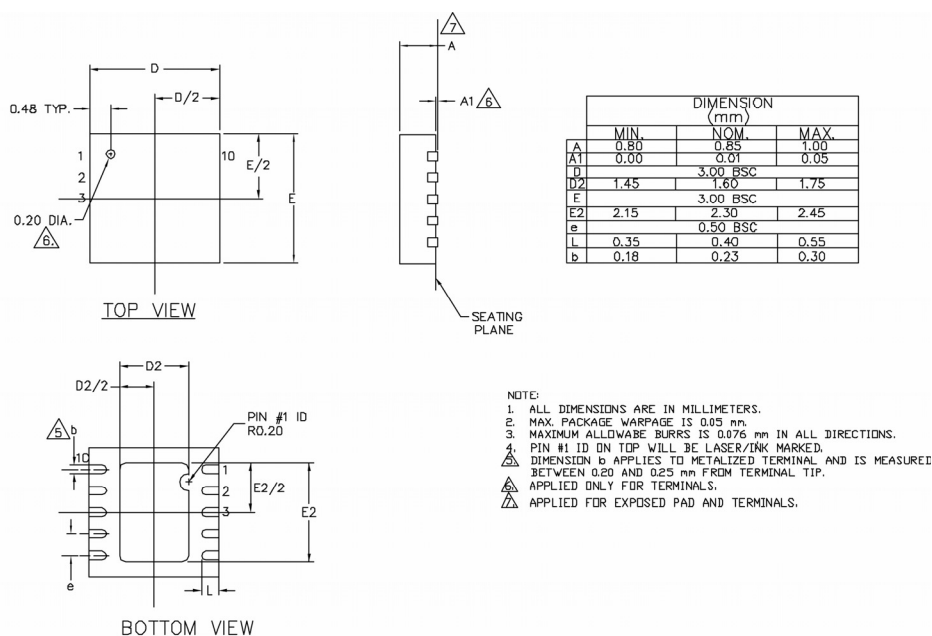 7
A
D
D/2
0.48 TYP.
A1 6
1
10
2
E/2
3
E
0.20 DIA.
6.
TOP VIEW
SEATING
PLANE
DIMENSION
(mm)
MIN. NOM. MAX.
A 0.80 0.85 1.00
A1 0.00 0.01 0.05
D 3.00 BSC
D2 1.45 1.60 1.75
E 3.00 BSC
E2 2.15 2.30 2.45
e 0.50 BSC
L 0.35 0.40 0.55
b 0.18 0.23 0.30
D2
D2/2
PIN #1 ID
R0.20
5 b
10
1
2
E2/2
3
E2
e
L
BOTTOM VIEW
NOTE:
1. ALL DIMENSIONS ARE IN MILLIMETERS.
2. MAX. PACKAGE WARPAGE IS 0.05 mm.
3. MAXIMUM ALLOWABE BURRS IS 0.076 mm IN ALL DIRECTIONS.
4. PIN #1 ID ON TOP WILL BE LASER/INK MARKED.
5. DIMENSION b APPLIES TO METALIZED TERMINAL AND IS MEASURED
BETWEEN 0.20 AND 0.25 mm FROM TERMINAL TIP.
6. APPLIED ONLY FOR TERMINALS.
7. APPLIED FOR EXPOSED PAD AND TERMINALS.